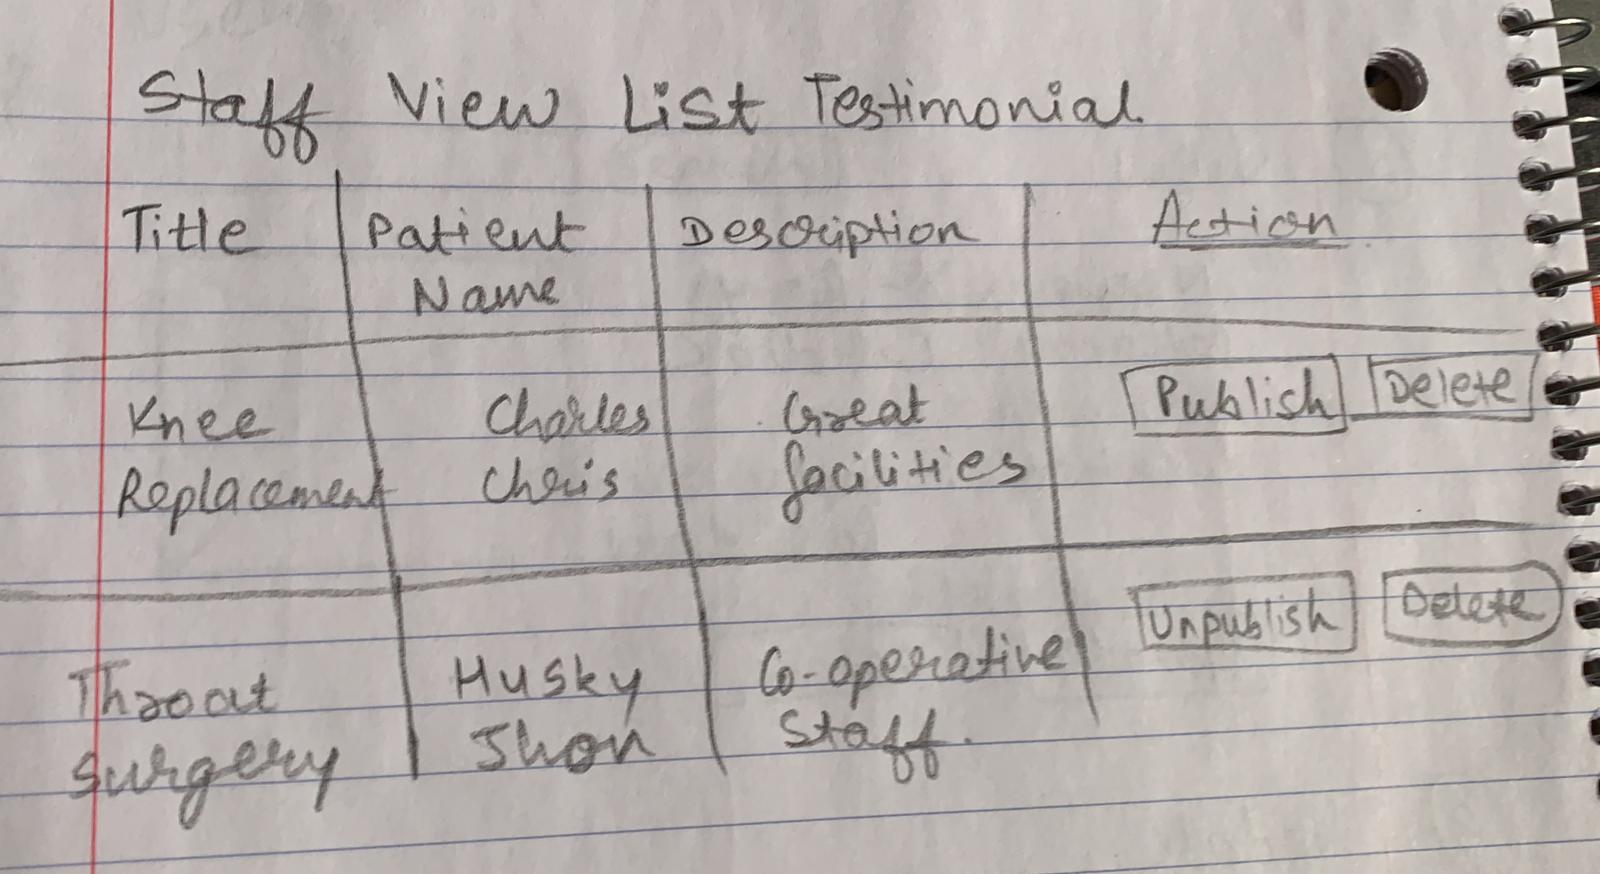 Staff View List Testimonial
Title Patient Description Action
Name
Knee Charles Great Publish Delete
Replacement Chris facilities
Unpublish Delete
Throat Husky Co-operative
Surgery Jhon Staff.